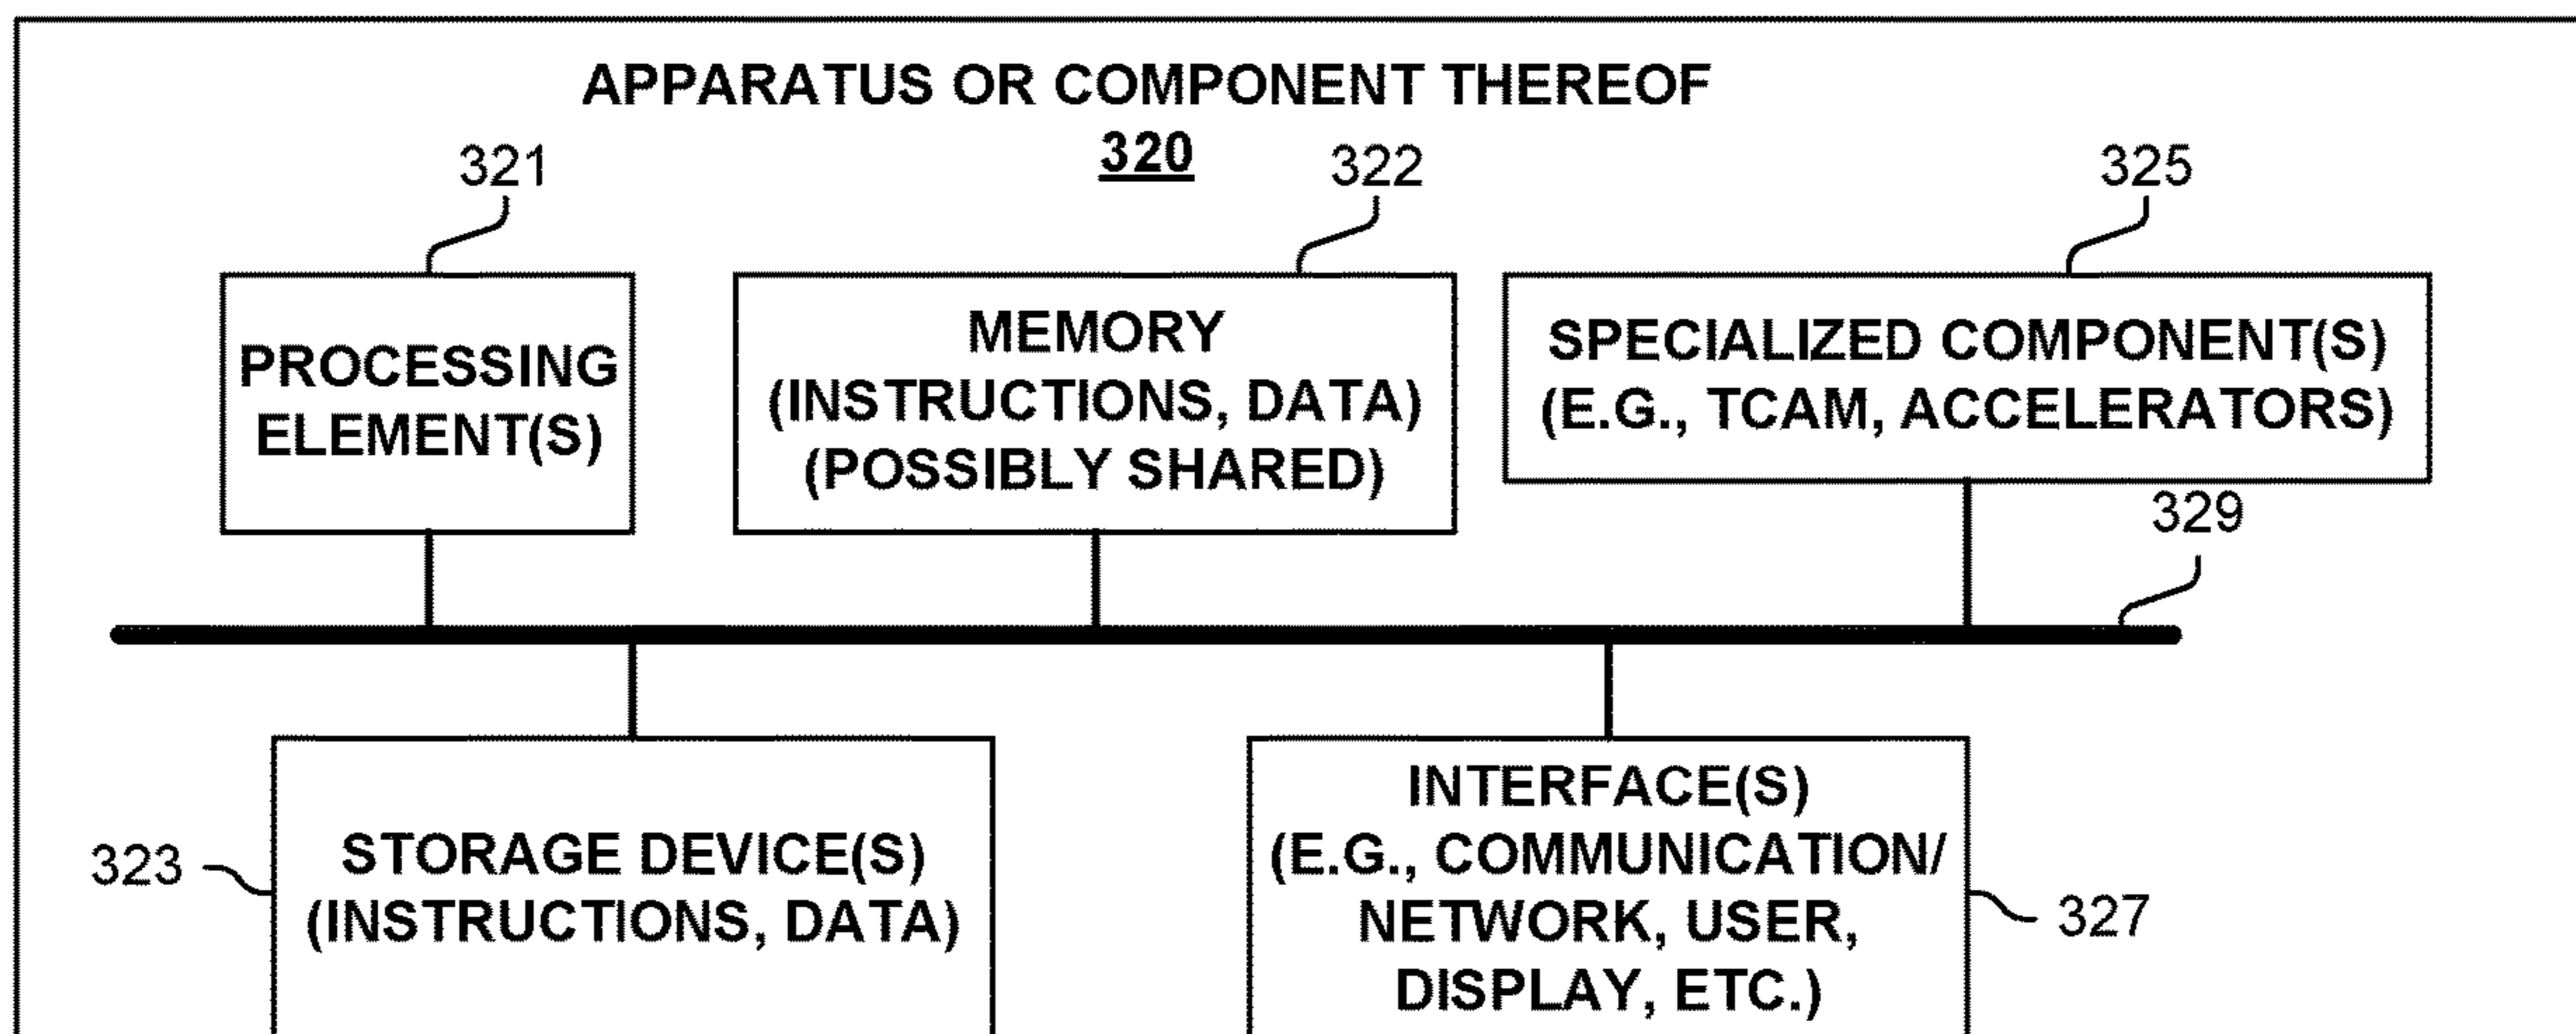 APPARATUS OR COMPONENT THEREOF
320
321
322
325
PROCESSING
ELEMENT(S)
MEMORY
(INSTRUCTIONS, DATA)
(POSSIBLY SHARED)
SPECIALIZED COMPONENT(S)
(E.G., TCAM, ACCELERATORS)
329
323
STORAGE DEVICE(S)
(INSTRUCTIONS, DATA)
INTERFACE(S)
(E.G., COMMUNICATION/
NETWORK, USER,
DISPLAY, ETC.)
327